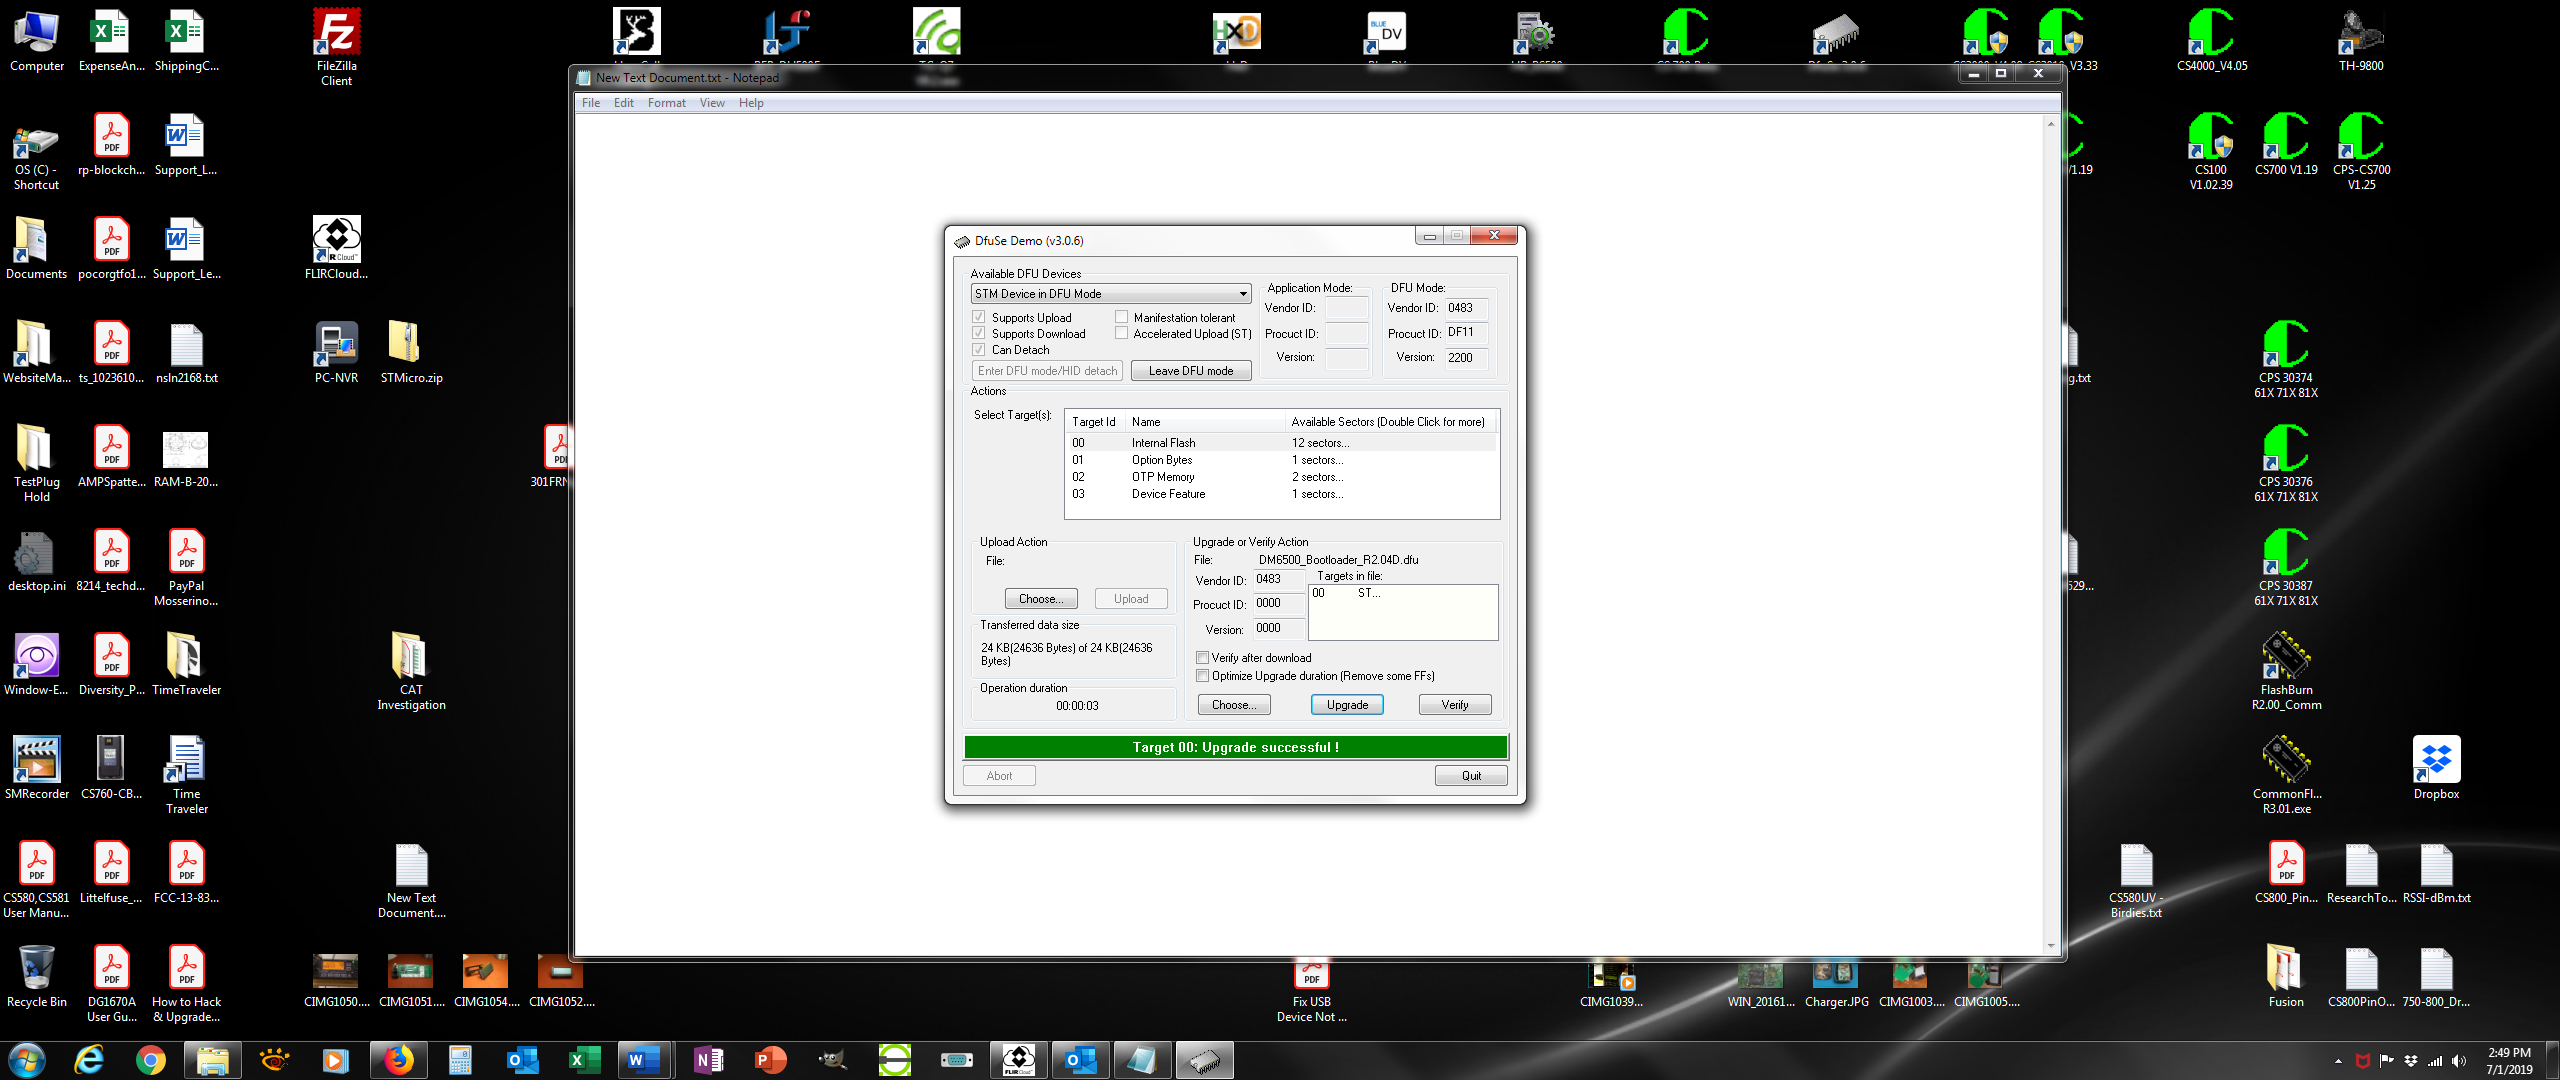 Computer
ExpenseAn...
ShippingC...
FileZilla
Client
CS4000_V4.05
TH-9800
New Text Document.txt - Notepad
File Edit Format View Help
OS (C) -
Shortcut
rp-blockch...
Support_L...
CS100
V1.02.39
CS700 V1.19
CPS-CS700
V1.25
Documents
pocorgtfo1...
Support_Le...
FLIRCloud...
DfuSe Demo (v3.0.6)
Available DFU Devices
STM Device in DFU Mode
Supports Upload
Manifestation tolerant
Supports Download
Accelerated Upload (ST)
Can Detach
Enter DFU mode/HID detach
Leave DFU mode
Application Mode:
Vendor ID:
Procuct ID:
Version:
DFU Mode:
Vendor ID: 0483
Procuct ID: DF11
Version: 2200
Actions
Select Target(s):
Target Id Name Available Sectors (Double Click for more)
00 Internal Flash 12 sectors...
01 Option Bytes 1 sectors...
02 OTP Memory 2 sectors...
03 Device Feature 1 sectors...
Upload Action
File:
Choose...
Upload
Transferred data size
24 KB(24636 Bytes) of 24 KB(24636
Bytes)
Operation duration
00:00:03
Upgrade or Verify Action
File: DM6500_Bootloader_R2.04D.dfu
Vendor ID: 0483
Targets in file:
00 ST...
Procuct ID: 0000
Version: 0000
Verify after download
Optimize Upgrade duration (Remove some FFs)
Choose...
Upgrade
Verify
Target 00: Upgrade successful !
Abort
Quit
WebsiteMa...
ts_1023610...
nsln2168.txt
PC-NVR
STMicro.zip
g.txt
CPS 30374
61X 71X 81X
TestPlug
Hold
AMPSpatte...
RAM-B-20...
301FRN
CPS 30376
61X 71X 81X
desktop.ini
8214_techd...
PayPal
Mosserino...
529...
CPS 30387
61X 71X 81X
Window-E...
Diversity_P...
TimeTraveler
CAT
Investigation
FlashBurn
R2.00_Comm
SMRecorder
CS760-CB...
Time
Traveler
CommonFl...
R3.01.exe
Dropbox
CS580,CS581
User Manu...
Littelfuse_...
FCC-13-83...
New Text
Document....
CS580UV -
Birdies.txt
CS800_Pin...
ResearchTo...
RSSI-dBm.txt
Recycle Bin
DG1670A
User Gu...
How to Hack
& Upgrade...
CIMG1050....
CIMG1051....
CIMG1054....
CIMG1052....
Fix USB
Device Not ...
CIMG1039...
WIN_20161...
Charger.JPG
CIMG1003....
CIMG1005....
Fusion
CS800PinO...
750-800_Dr...
2:49 PM
7/1/2019